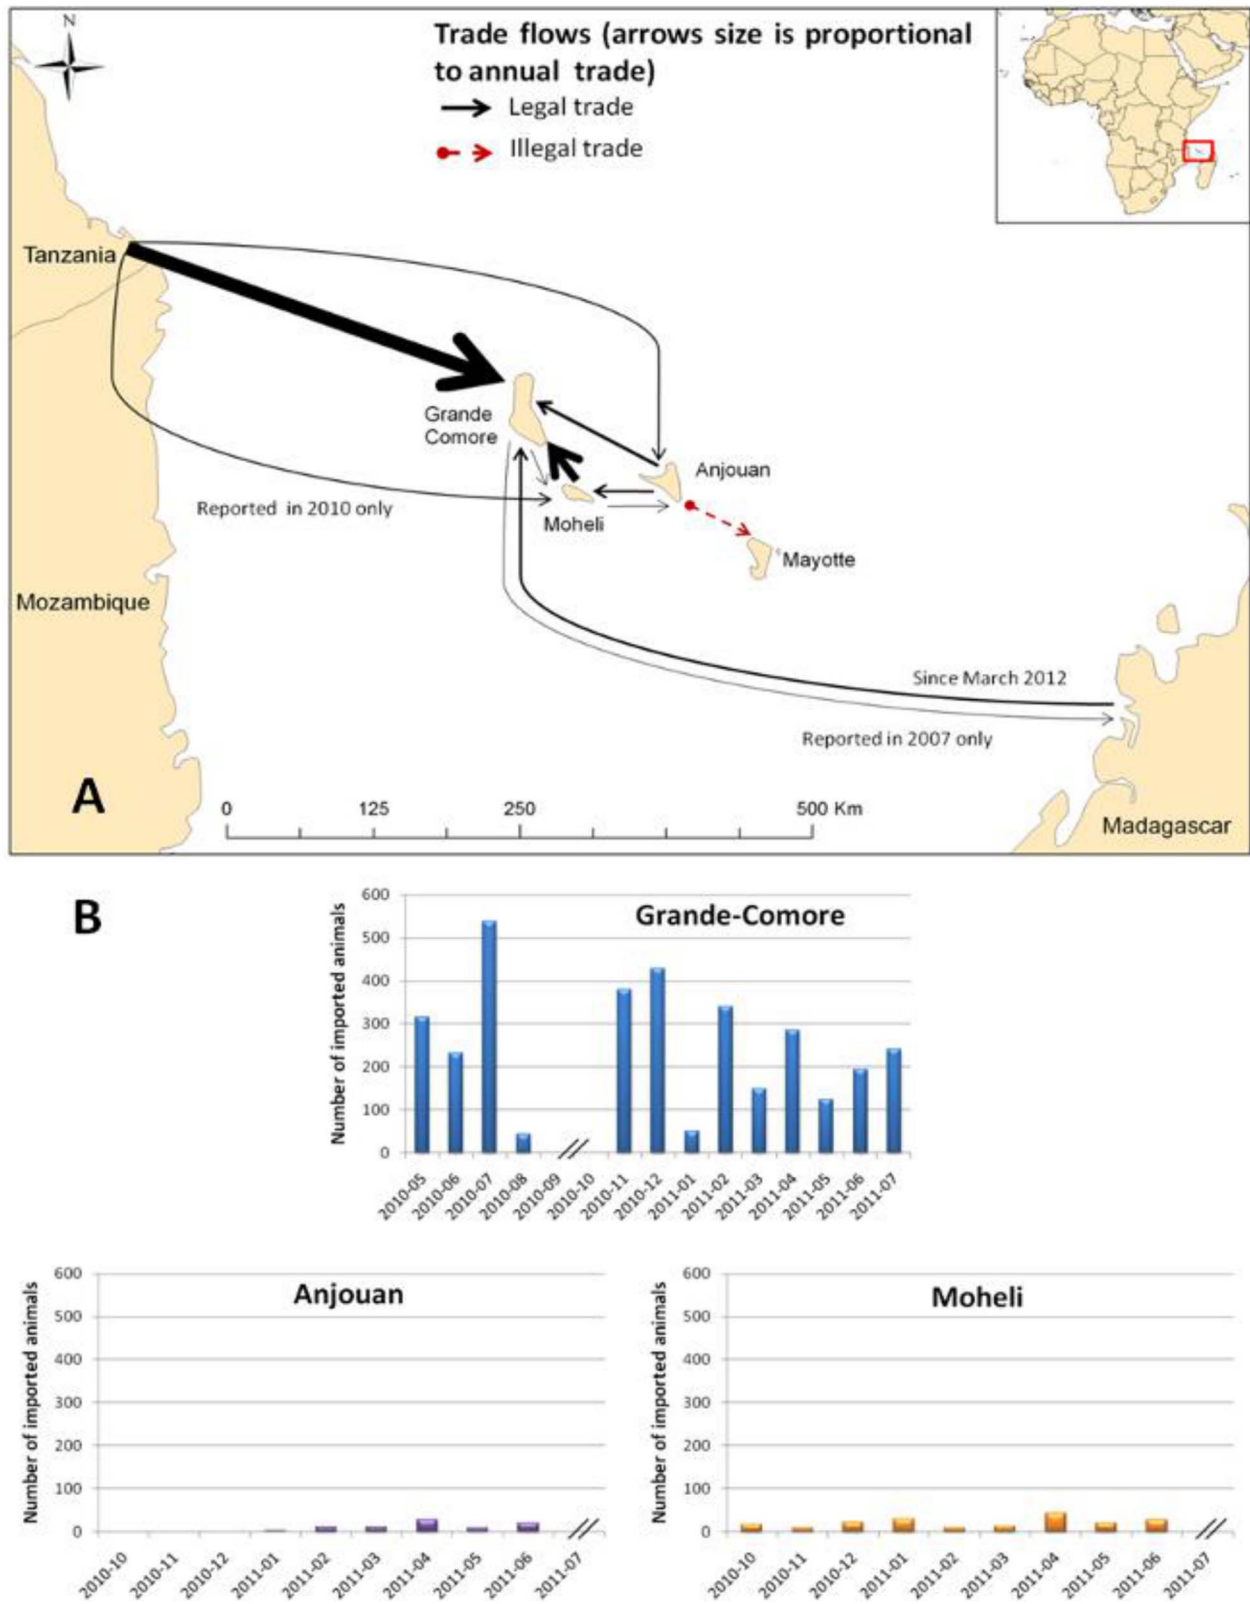 N
Trade flows (arrows size is proportional
to annual trade)
Legal trade
Illegal trade
Tanzania
Grande
Comore
Anjouan
Reported in 2010 only
Moheli
Mayotte
Mozambique
Since March 2012
Reported in 2007 only
A
0 125 250 500 Km
Madagascar
B
Grande-Comore
Number of imported animals
600
500
400
300
200
100
0
2010-05 2010-06 2010-07 2010-08 2010-09 2010-10 2010-11 2010-12 2011-01 2011-02 2011-03 2011-04 2011-05 2011-06 2011-07
Anjouan
Number of imported animals
600
500
400
300
200
100
0
2010-10 2010-11 2010-12 2011-01 2011-02 2011-03 2011-04 2011-05 2011-06 2011-07
Moheli
Number of imported animals
600
500
400
300
200
100
0
2010-10 2010-11 2010-12 2011-01 2011-02 2011-03 2011-04 2011-05 2011-06 2011-07